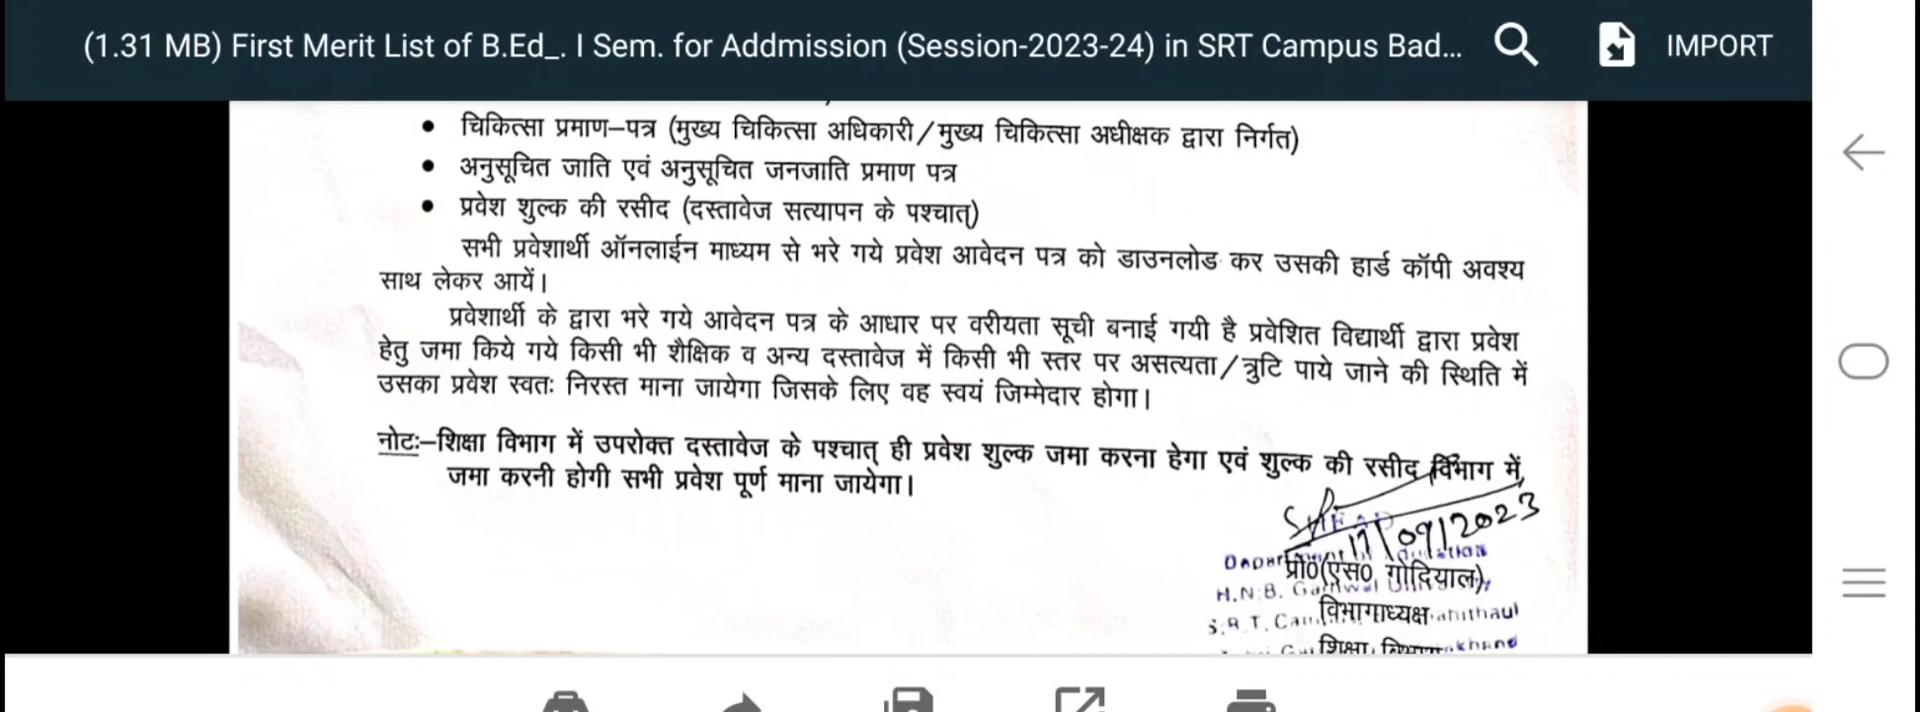 (1.31 MB) First Merit List of B.Ed_. I Sem. for Addmission (Session-2023-24) in SRT Campus Bad...
IMPORT
• चिकित्सा प्रमाण–पत्र (मुख्य चिकित्सा अधिकारी/मुख्य चिकित्सा अधीक्षक द्वारा निर्गत)
• अनुसूचित जाति एवं अनुसूचित जनजाति प्रमाण पत्र
• प्रवेश शुल्क की रसीद (दस्तावेज सत्यापन के पश्चात्)
सभी प्रवेशार्थी ऑनलाईन माध्यम से भरे गये प्रवेश आवेदन पत्र को डाउनलोड कर उसकी हार्ड कॉपी अवश्य
साथ लेकर आयें।
प्रवेशार्थी के द्वारा भरे गये आवेदन पत्र के आधार पर वरीयता सूची बनाई गयी है प्रवेशित विद्यार्थी द्वारा प्रवेश
हेतु जमा किये गये किसी भी शैक्षिक व अन्य दस्तावेज में किसी भी स्तर पर असत्यता/त्रुटि पाये जाने की स्थिति में
उसका प्रवेश स्वतः निरस्त माना जायेगा जिसके लिए वह स्वयं जिम्मेदार होगा।
नोटः–शिक्षा विभाग में उपरोक्त दस्तावेज के पश्चात् ही प्रवेश शुल्क जमा करना हेगा एवं शुल्क की रसीद विभाग में
जमा करनी होगी सभी प्रवेश पूर्ण माना जायेगा।
HEAD
/09/2023
प्रो0(एस0 गोदियाल)
H.N.B.
विभागाध्यक्ष
S.R.T.
शिक्षा विभाग